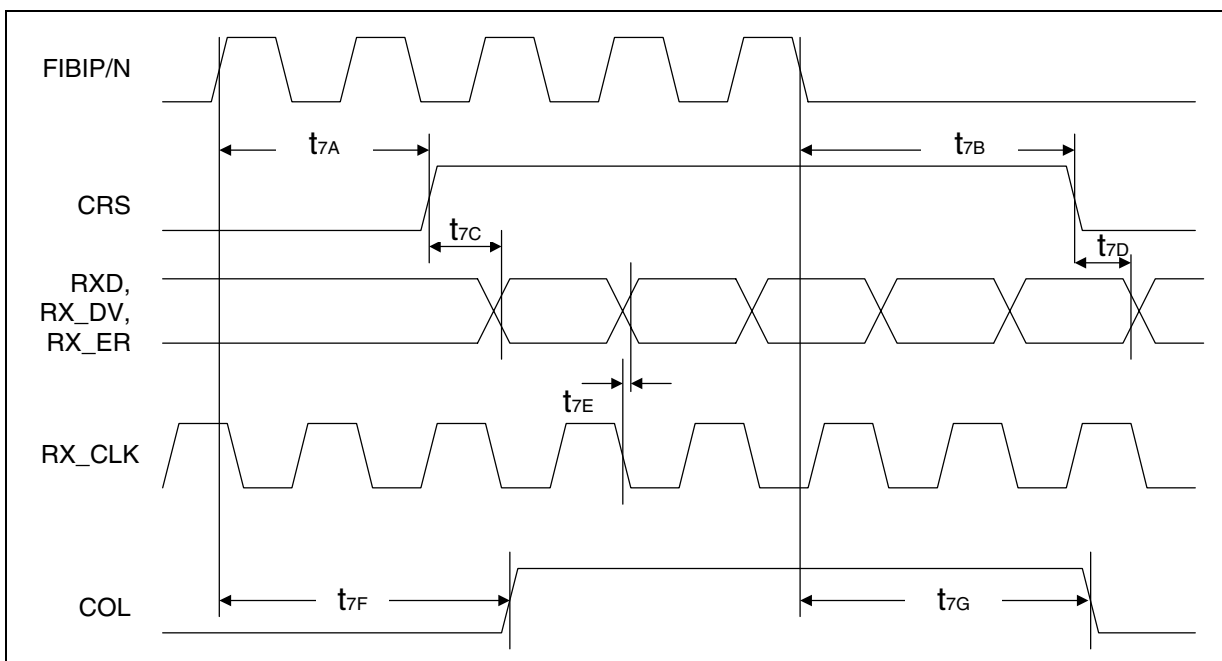 FIBIP/N
t7A
t7B
CRS
t7C
t7D
RXD,
RX_DV,
RX_ER
t7E
RX_CLK
t7F
t7G
COL